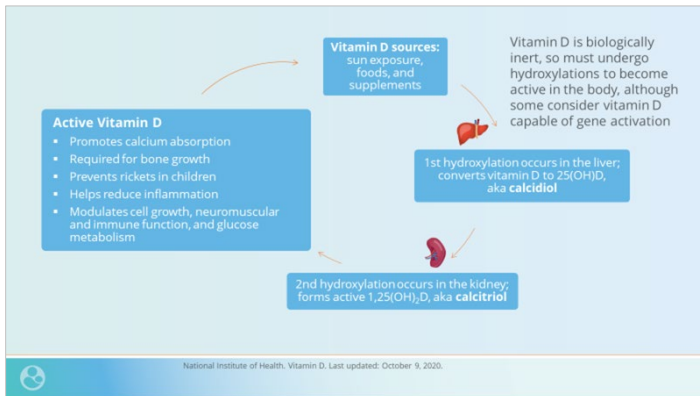 Vitamin D sources:
sun exposure,
foods, and
supplements
Vitamin D is biologically
inert, so must undergo
hydroxylations to become
active in the body, although
some consider vitamin D
capable of gene activation
1st hydroxylation occurs in the liver;
converts vitamin D to 25(OH)D,
aka calcidiol
2nd hydroxylation occurs in the kidney;
forms active 1,25(OH)₂D, aka calcitriol
Active Vitamin D
▪ Promotes calcium absorption
▪ Required for bone growth
▪ Prevents rickets in children
▪ Helps reduce inflammation
▪ Modulates cell growth, neuromuscular
and immune function, and glucose
metabolism
National Institute of Health. Vitamin D. Last updated: October 9, 2020.